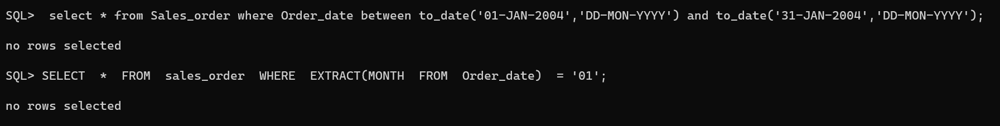 SQL>  select * from Sales_order where Order_date between to_date('01-JAN-2004','DD-MON-YYYY') and to_date('31-JAN-2004','DD-MON-YYYY');
no rows selected
SQL> SELECT  *  FROM  sales_order  WHERE  EXTRACT(MONTH  FROM  Order_date)  = '01';
no rows selected